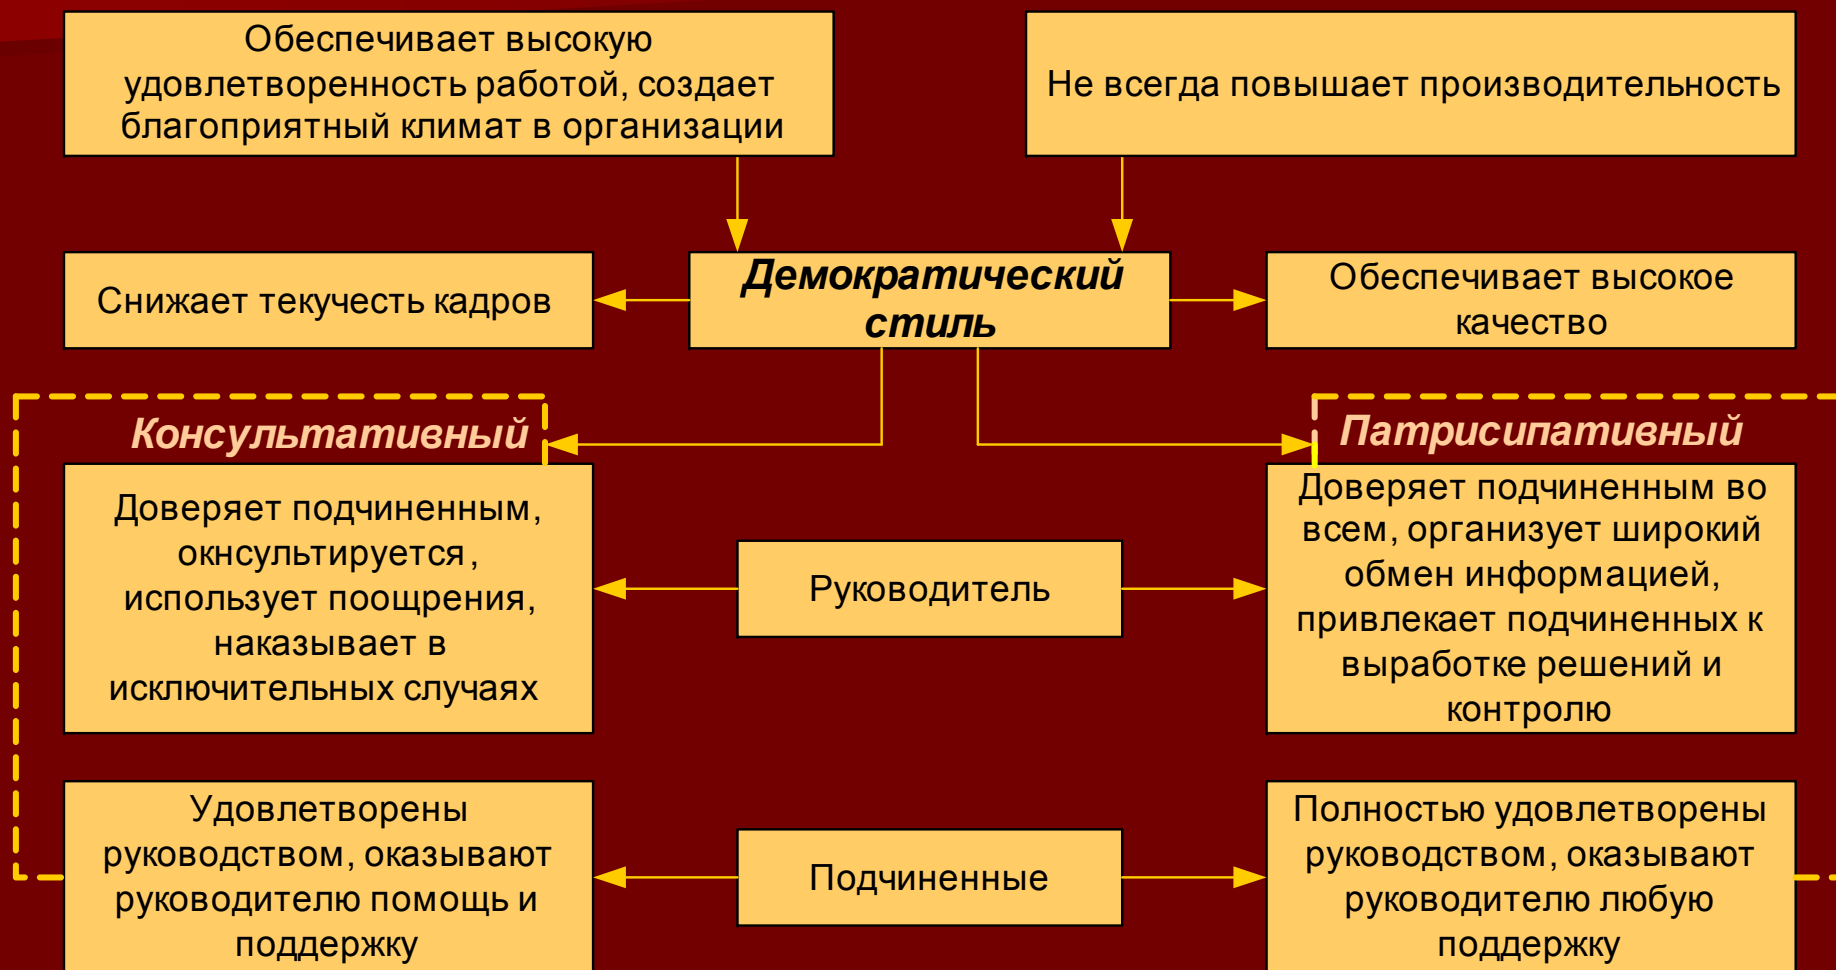 Обеспечивает высокую
удовлетворенность работой, создает
благоприятный климат в организации
Не всегда повышает производительность
Снижает текучесть кадров
Демократический
стиль
Обеспечивает высокое
качество
Консультативный
Патрисипативный
Доверяет подчиненным,
окнсультируется,
использует поощрения,
наказывает в
исключительных случаях
Руководитель
Доверяет подчиненным во
всем, организует широкий
обмен информацией,
привлекает подчиненных к
выработке решений и
контролю
Удовлетворены
руководством, оказывают
руководителю помощь и
поддержку
Подчиненные
Полностью удовлетворены
руководством, оказывают
руководителю любую
поддержку